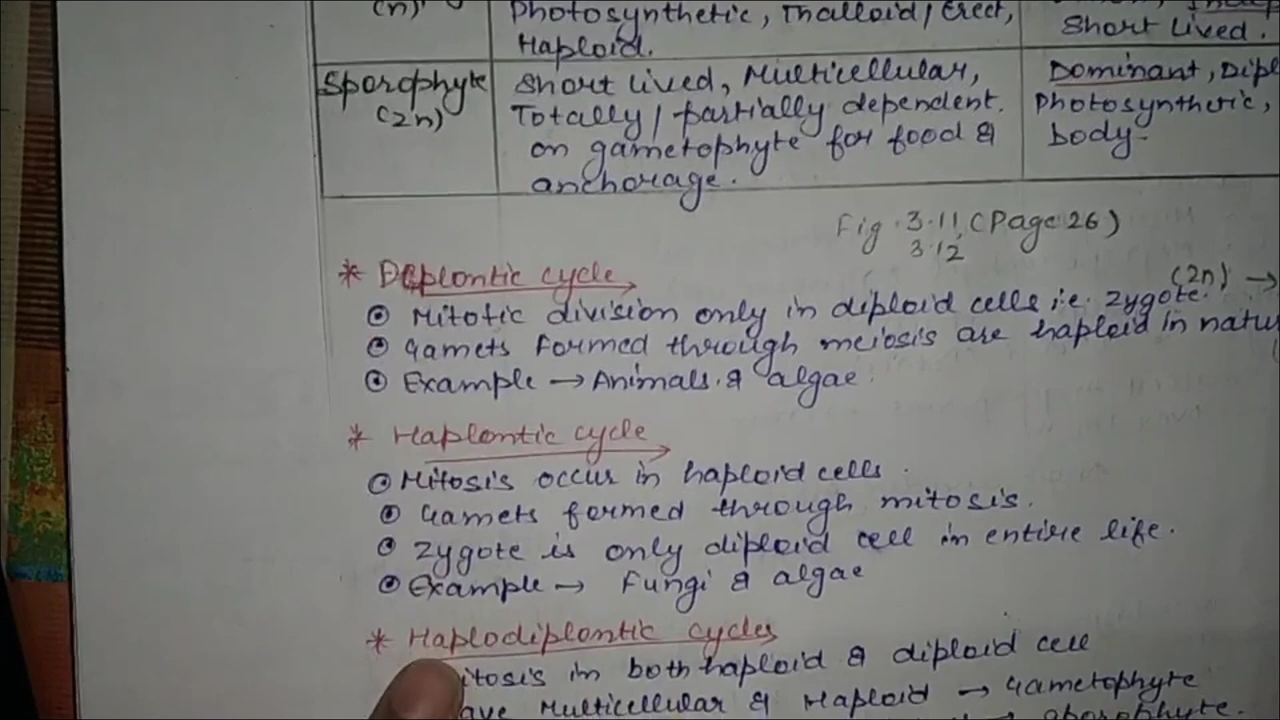 (n)
Photosynthetic, Thalloid / Erect,
Haploid.
Short Lived.
Sporophyte
(2n)
Short lived, Multicellular,
Totally / partially dependent.
on gametophyte for food &
anchorage.
Dominant, Dipl
Photosynthetic,
body.
Fig 3.11, (Page 26)
3.12
* Diplontic cycle
(2n) →
Mitotic division only in diploid cells i.e. zygote.
Gamets formed through meiosis are haploid in natur
Example → Animals & algae.
* Haplontic cycle
Mitosis occur in haploid cells.
Gamets formed through mitosis.
Zygote is only diploid cell in entire life.
Example → Fungi & algae
* Haplodiplontic cycles
itosis in both haploid & diploid cell
ave Multicellular & Haploid → Gametophyte
→ sporophyte.